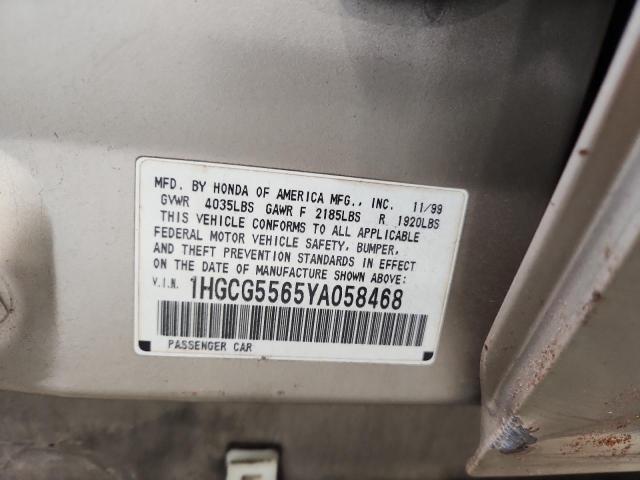 MFD. BY HONDA OF AMERICA MFG., INC. 11/99
GVWR 4035LBS GAWR F 2185LBS R 1920LBS
THIS VEHICLE CONFORMS TO ALL APPLICABLE
FEDERAL MOTOR VEHICLE SAFETY, BUMPER,
AND THEFT PREVENTION STANDARDS IN EFFECT
ON THE DATE OF MANUFACTURE SHOWN ABOVE:
V.I.N. 1HGCG5565YA058468
PASSENGER CAR